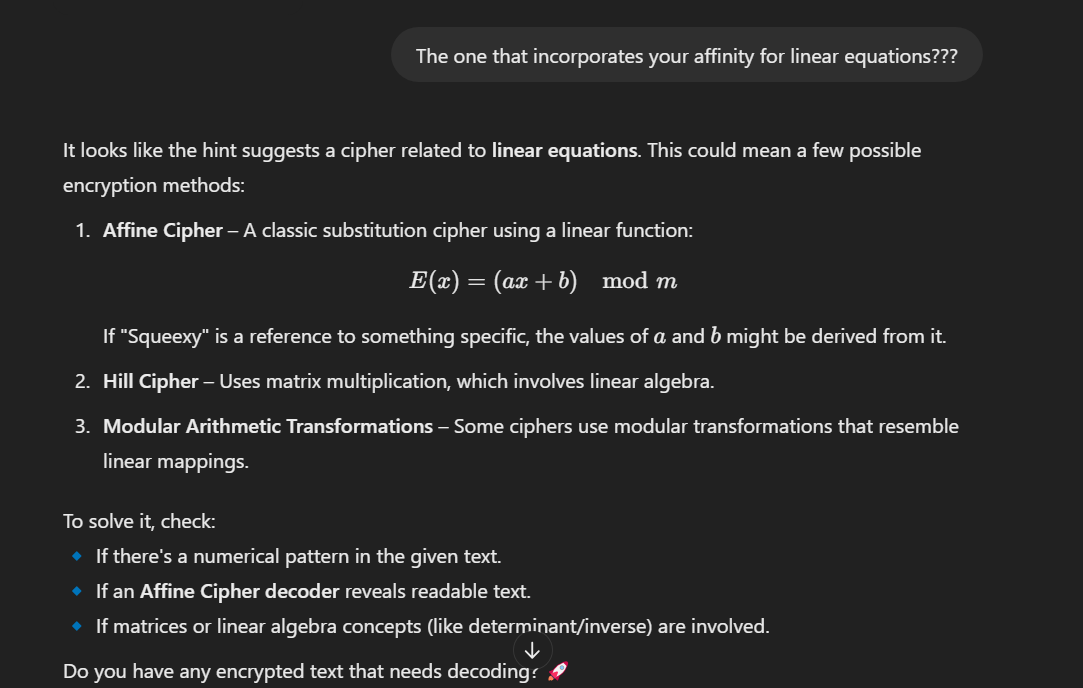 The one that incorporates your affinity for linear equations???
It looks like the hint suggests a cipher related to linear equations. This could mean a few possible
encryption methods:
1. Affine Cipher – A classic substitution cipher using a linear function:
E(x) = (ax + b) mod m
If "Squeexy" is a reference to something specific, the values of a and b might be derived from it.
2. Hill Cipher – Uses matrix multiplication, which involves linear algebra.
3. Modular Arithmetic Transformations – Some ciphers use modular transformations that resemble
linear mappings.
To solve it, check:
🔹 If there's a numerical pattern in the given text.
🔹 If an Affine Cipher decoder reveals readable text.
🔹 If matrices or linear algebra concepts (like determinant/inverse) are involved.
Do you have any encrypted text that needs decoding? 🚀